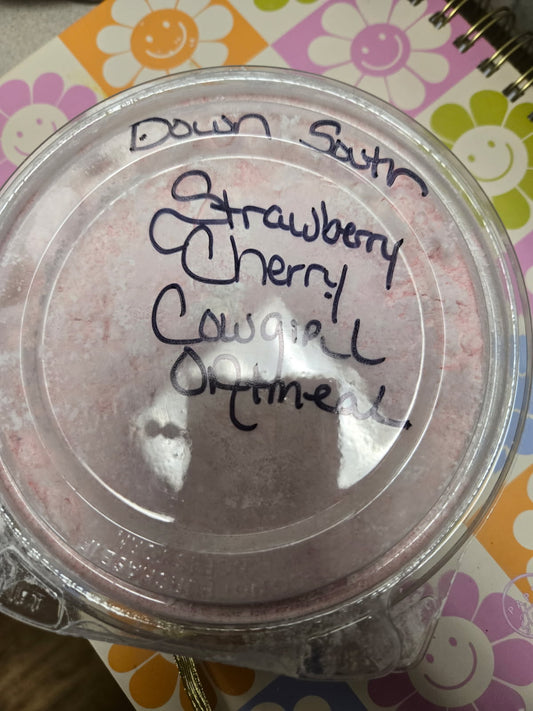 Down South
Strawberry
Cherry
Cowgirl
Oatmeal